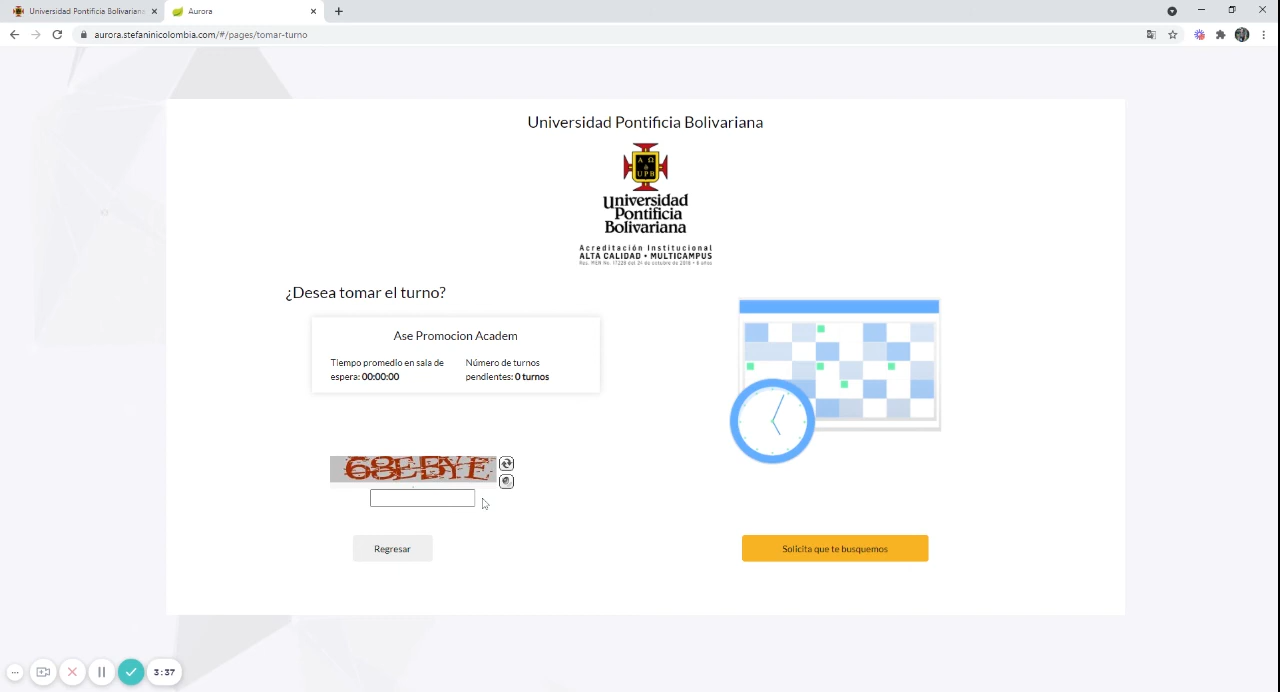 Universidad Pontificia Bolivariana
Aurora
aurora.stefaninicolombia.com/#/pages/tomar-turno
Universidad Pontificia Bolivariana
Α Ω
UPB
Universidad
Pontificia
Bolivariana
Acreditación Institucional
ALTA CALIDAD • MULTICAMPUS
¿Desea tomar el turno?
Ase Promocion Academ
Tiempo promedio en sala de
espera: 00:00:00
Número de turnos
pendientes: 0 turnos
Regresar
Solicita que te busquemos
3:37